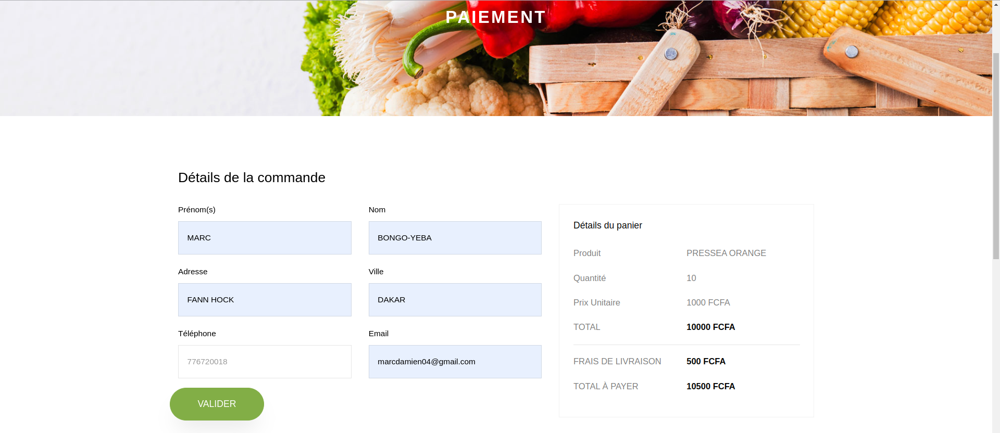 PAIEMENT
Détails de la commande
Prénom(s)
Nom
MARC
BONGO-YEBA
Adresse
Ville
FANN HOCK
DAKAR
Téléphone
Email
776720018
marcdamien04@gmail.com
VALIDER
Détails du panier
Produit PRESSEA ORANGE
Quantité 10
Prix Unitaire 1000 FCFA
TOTAL 10000 FCFA
FRAIS DE LIVRAISON 500 FCFA
TOTAL À PAYER 10500 FCFA